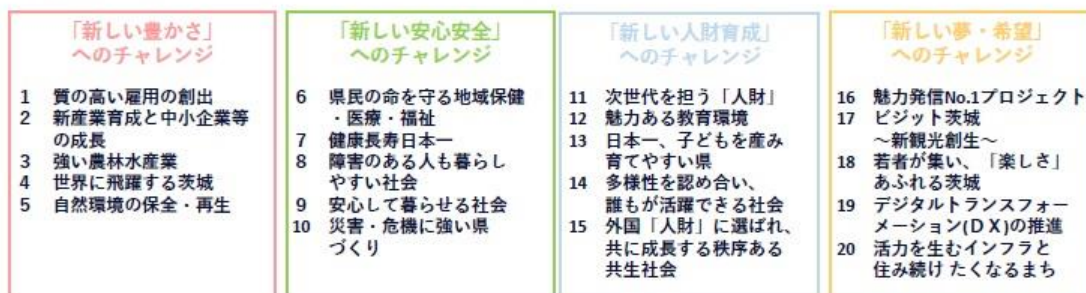 「新しい豊かさ」
へのチャレンジ
1 質の高い雇用の創出
2 新産業育成と中小企業等
の成長
3 強い農林水産業
4 世界に飛躍する茨城
5 自然環境の保全・再生
「新しい安心安全」
へのチャレンジ
6 県民の命を守る地域保健
・医療・福祉
7 健康長寿日本一
8 障害のある人も暮らし
やすい社会
9 安心して暮らせる社会
10 災害・危機に強い県
づくり
「新しい人財育成」
へのチャレンジ
11 次世代を担う「人財」
12 魅力ある教育環境
13 日本一、子どもを産み
育てやすい県
14 多様性を認め合い、
誰もが活躍できる社会
15 外国「人財」に選ばれ、
共に成長する秩序ある
共生社会
「新しい夢・希望」
へのチャレンジ
16 魅力発信No.1プロジェクト
17 ビジット茨城
～新観光創生～
18 若者が集い、「楽しさ」
あふれる茨城
19 デジタルトランスフォー
メーション(ＤＸ)の推進
20 活力を生むインフラと
住み続け たくなるまち